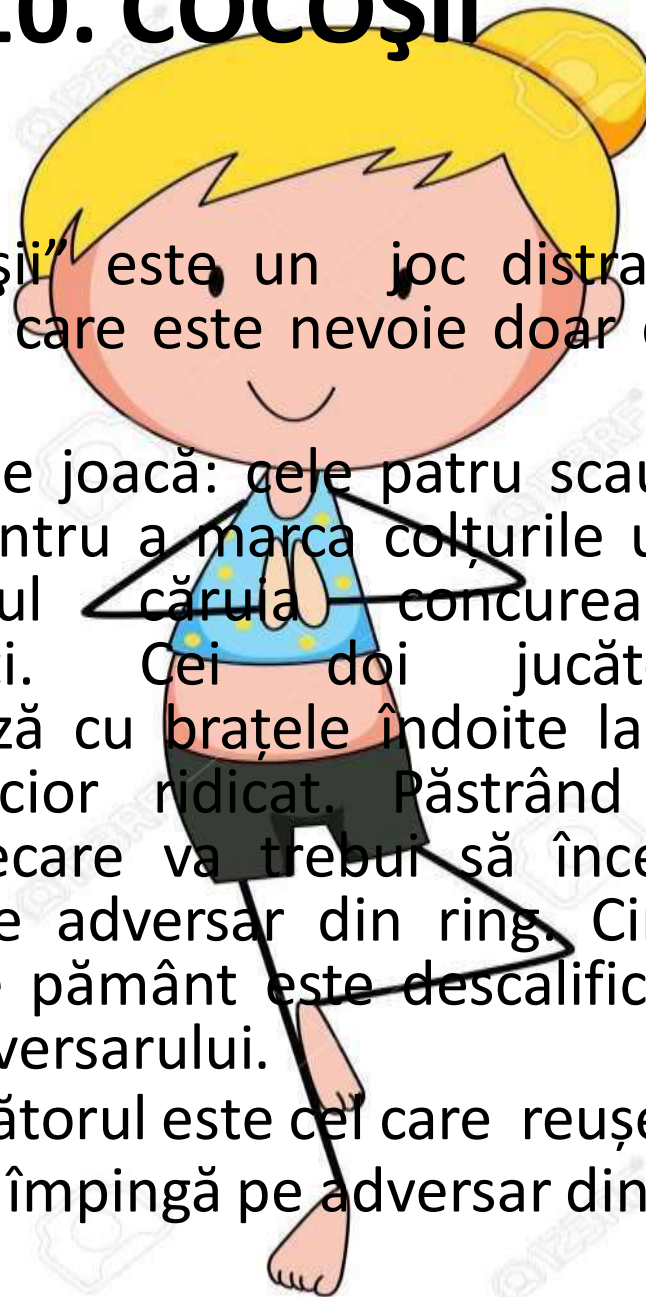 10. COCOŞII
şii” este un joc distra
care este nevoie doar
e joacă: cele patru scau
ntru a marca colțurile u
ul căruia concurea
i. Cei doi jucăt
ză cu brațele îndoite la
cior ridicat. Păstrând
ecare va trebui să înce
e adversar din ring. Ci
pământ este descalific
versarului.
ătorul este cel care reușe
împingă pe adversar din